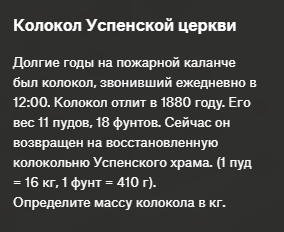 Колокол Успенской церкви
Долгие годы на пожарной каланче
был колокол, звонивший ежедневно в
12:00. Колокол отлит в 1880 году. Его
вес 11 пудов, 18 фунтов. Сейчас он
возвращен на восстановленную
колокольню Успенского храма. (1 пуд
= 16 кг, 1 фунт = 410 г).
Определите массу колокола в кг.